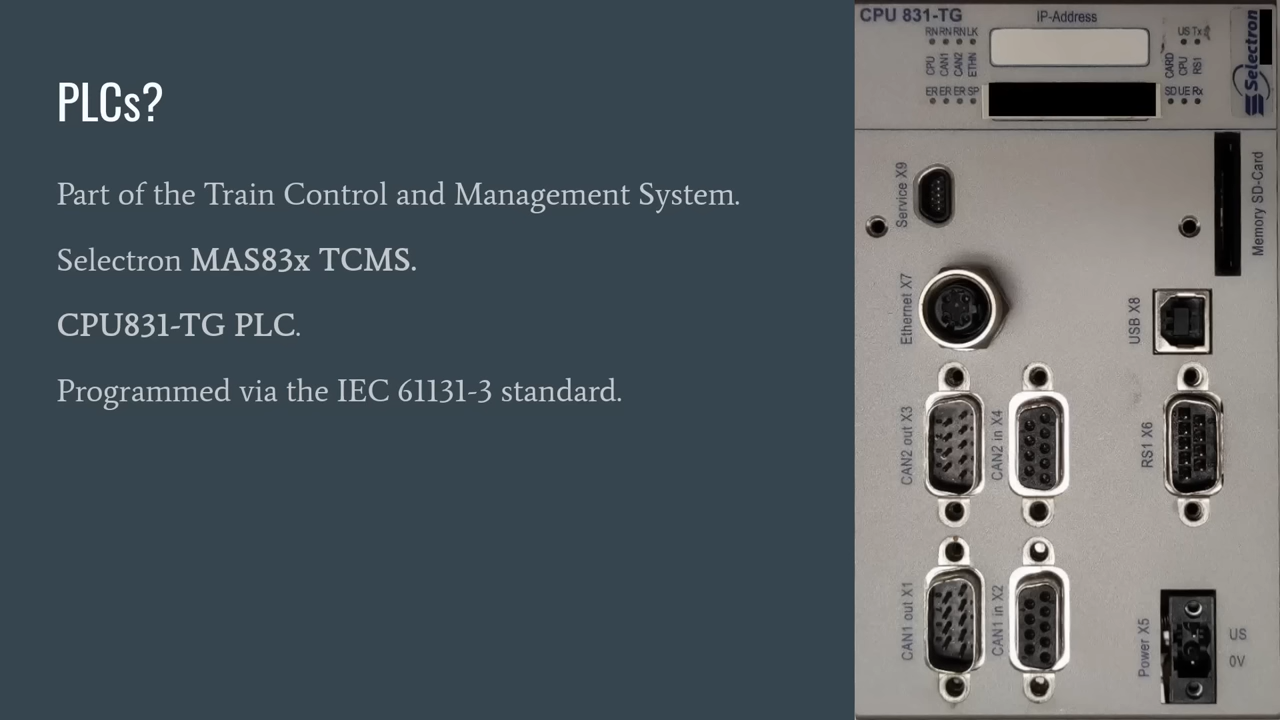 PLCs?
Part of the Train Control and Management System.
Selectron MAS83x TCMS.
CPU831-TG PLC.
Programmed via the IEC 61131-3 standard.
CPU 831-TG
IP-Address
RN RN RN LK
CPU CAN1 CAN2 ETHN
ER ER ER SP
US Tx
CARD CPU RS1
SD UE Rx
Selectron
Service X9
Memory SD-Card
Ethernet X7
USB X8
CAN2 out X3
CAN2 in X4
RS1 X6
CAN1 out X1
CAN1 in X2
Power X5
US
0V